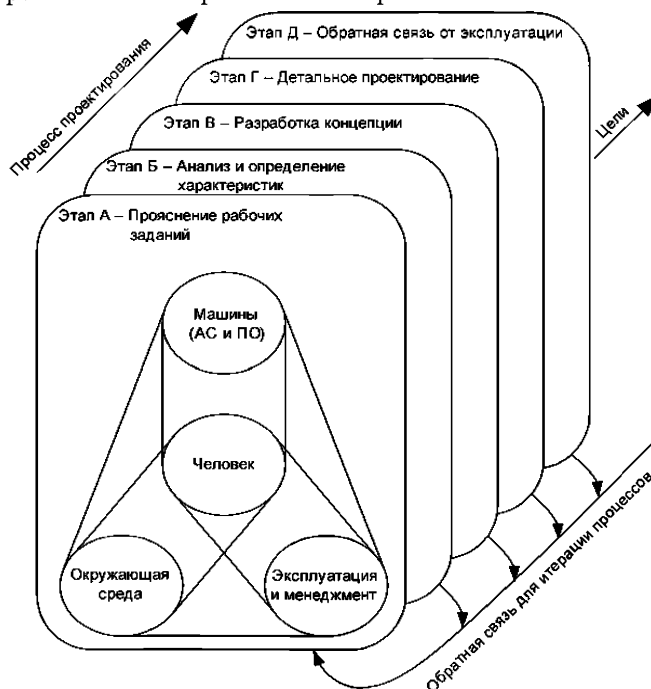 Процесс проектирования
Этап Д – Обратная связь от эксплуатации
Этап Г – Детальное проектирование
Этап В – Разработка концепции
Этап Б – Анализ и определение
характеристик
Этап А – Прояснение рабочих
заданий
Цели
Машины
(АС и ПО)
Человек
Окружающая
среда
Эксплуатация
и менеджмент
Обратная связь для итерации процессов